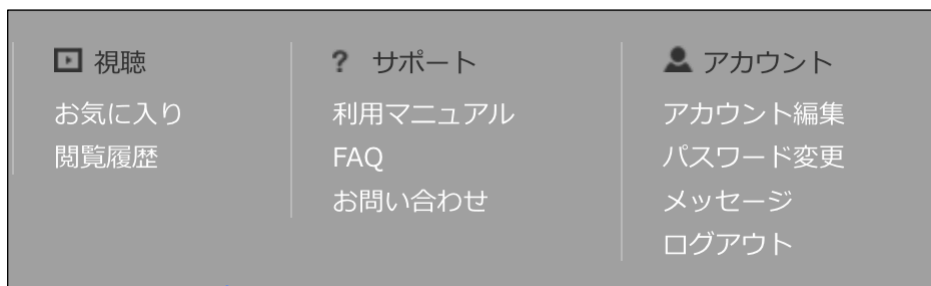 視聴
お気に入り
閲覧履歴
? サポート
利用マニュアル
FAQ
お問い合わせ
アカウント
アカウント編集
パスワード変更
メッセージ
ログアウト